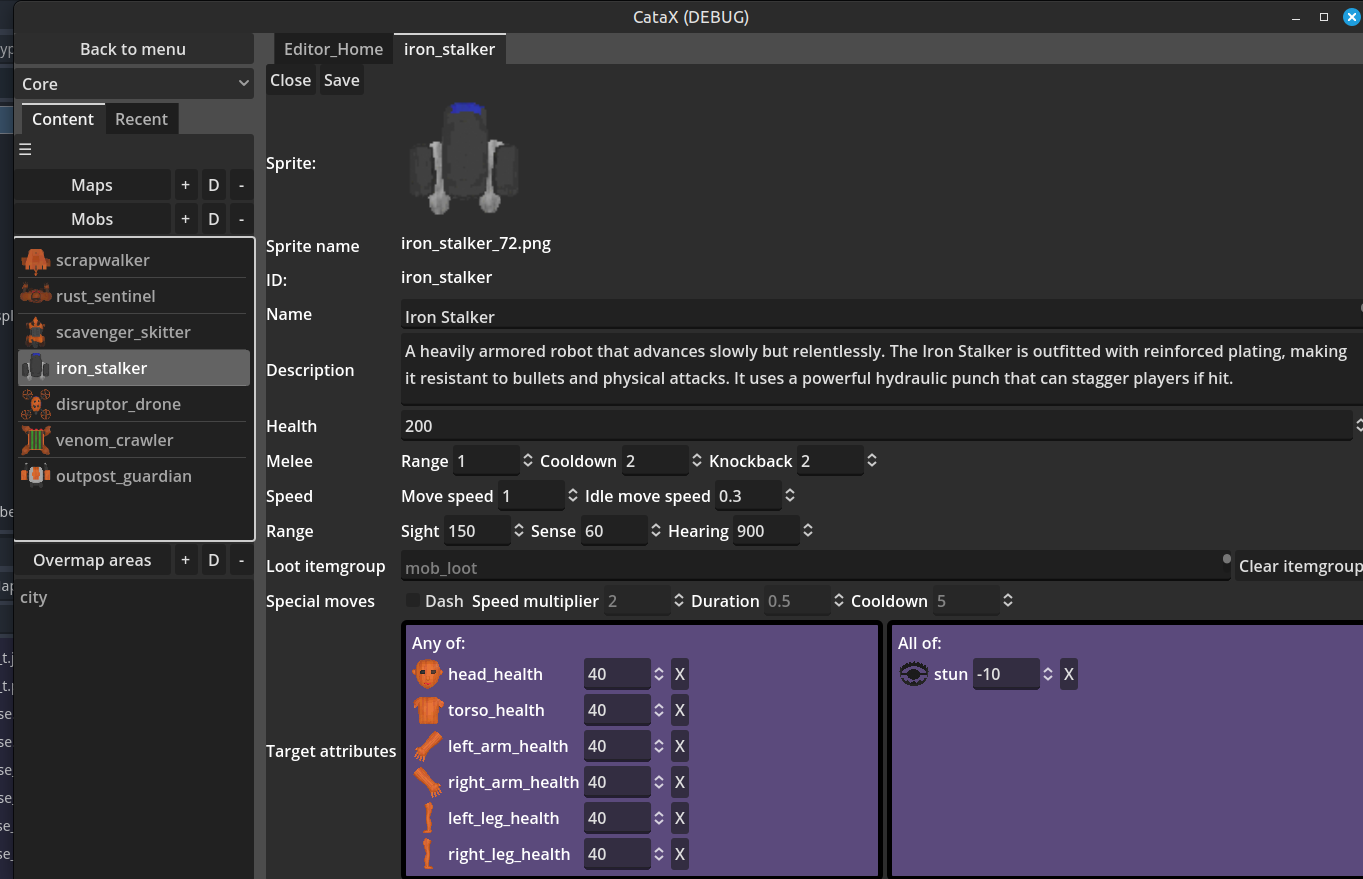 CataX (DEBUG)
Back to menu
Core
Content Recent
Maps + D -
Mobs + D -
scrapwalker
rust_sentinel
scavenger_skitter
iron_stalker
disruptor_drone
venom_crawler
outpost_guardian
Overmap areas + D -
city
Editor_Home iron_stalker
Close Save
Sprite:
Sprite name iron_stalker_72.png
ID: iron_stalker
Name Iron Stalker
Description
A heavily armored robot that advances slowly but relentlessly. The Iron Stalker is outfitted with reinforced plating, making
it resistant to bullets and physical attacks. It uses a powerful hydraulic punch that can stagger players if hit.
Health 200
Melee Range 1 Cooldown 2 Knockback 2
Speed Move speed 1 Idle move speed 0.3
Range Sight 150 Sense 60 Hearing 900
Loot itemgroup mob_loot Clear itemgroup
Special moves Dash Speed multiplier 2 Duration 0.5 Cooldown 5
Target attributes
Any of:
head_health 40 X
torso_health 40 X
left_arm_health 40 X
right_arm_health 40 X
left_leg_health 40 X
right_leg_health 40 X
All of:
stun -10 X